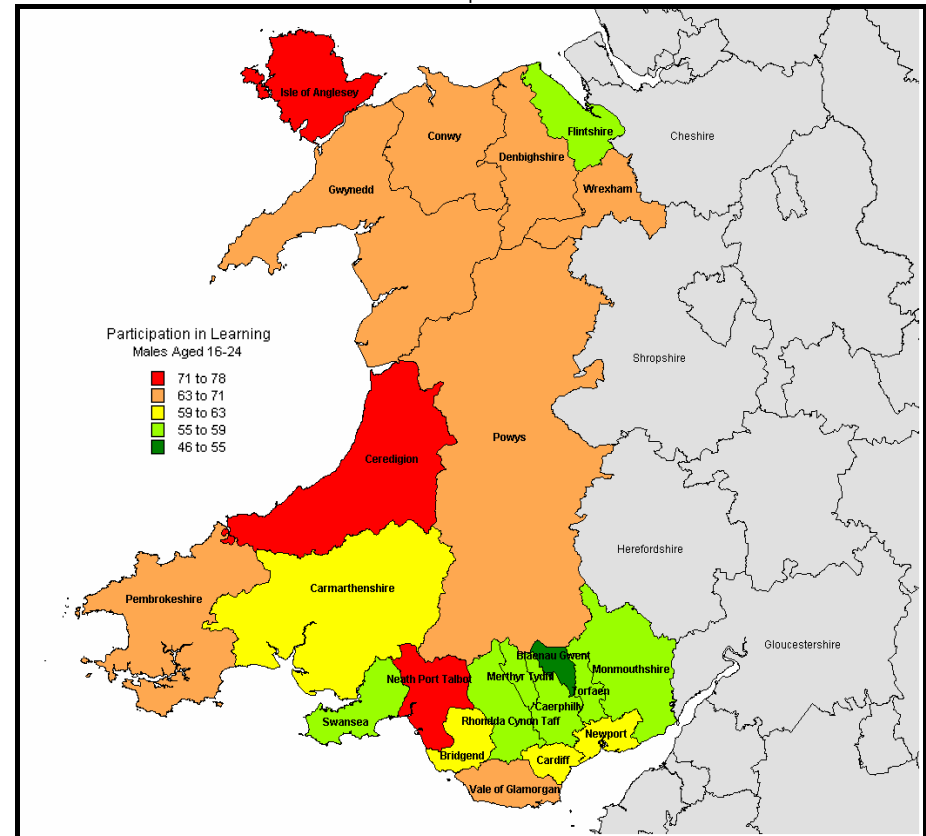 Isle of Anglesey
Conwy
Flintshire
Cheshire
Denbighshire
Gwynedd
Wrexham
Participation in Learning
Males Aged 16-24
71 to 78
63 to 71
59 to 63
55 to 59
46 to 55
Shropshire
Powys
Ceredigion
Herefordshire
Carmarthenshire
Pembrokeshire
Gloucestershire
Blaenau Gwent
Monmouthshire
Neath Port Talbot
Merthyr Tydfil
Torfaen
Caerphilly
Swansea
Rhondda Cynon Taff
Newport
Bridgend
Cardiff
Vale of Glamorgan